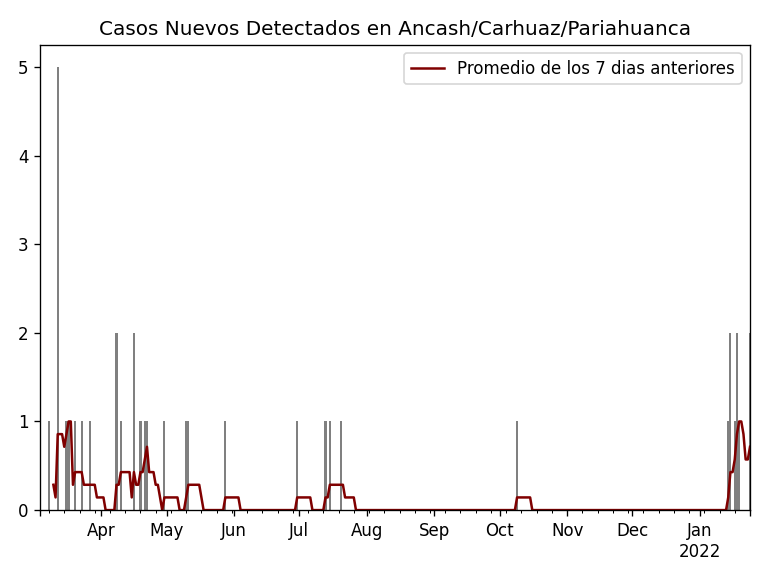 Casos Nuevos Detectados en Ancash/Carhuaz/Pariahuanca
Promedio de los 7 dias anteriores
5
4
3
2
1
0
Apr May Jun Jul Aug Sep Oct Nov Dec Jan
2022